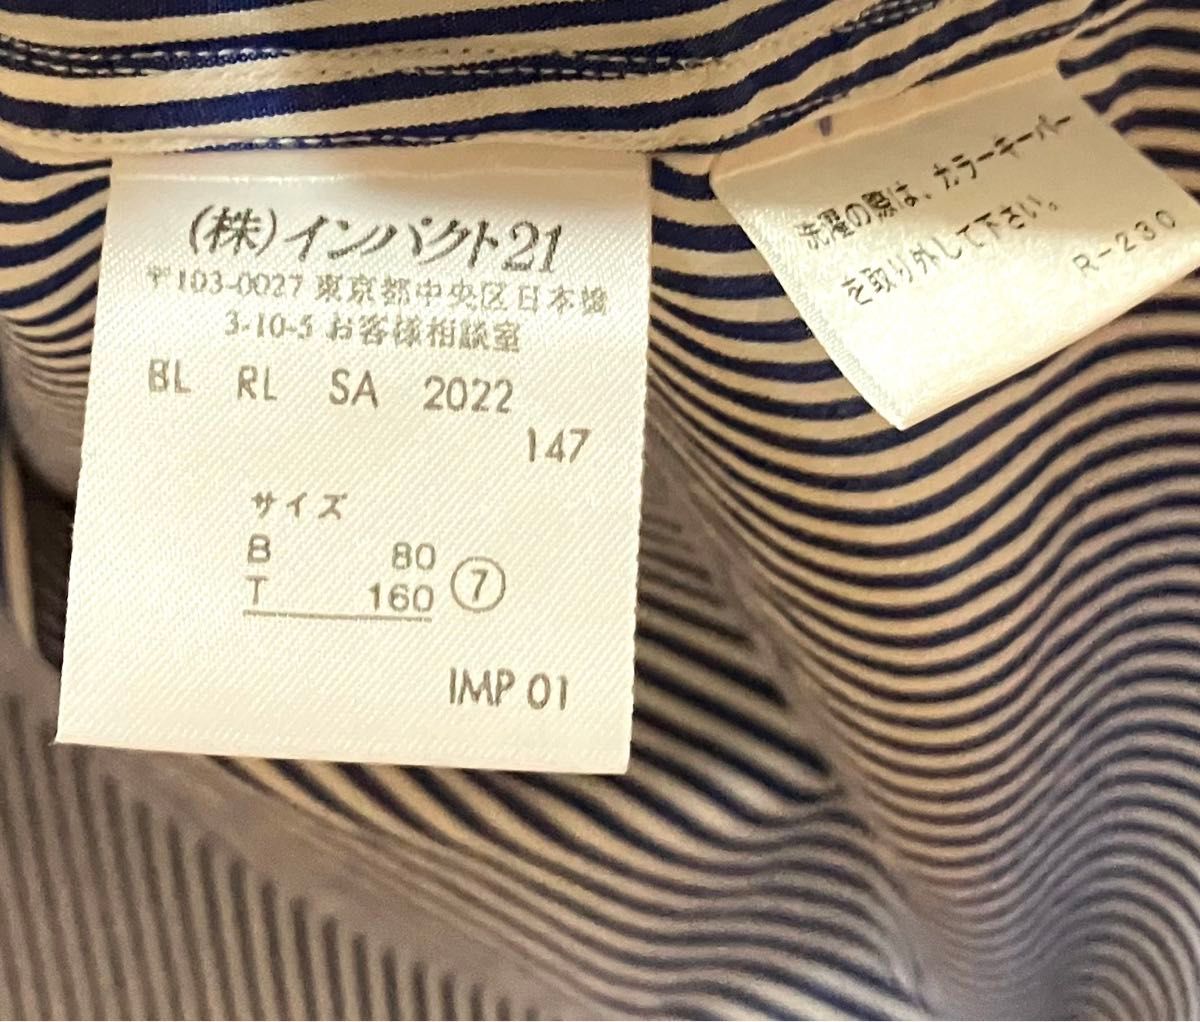 (株)インパクト21
〒103-0027 東京都中央区日本橋
3-10-5 お客様相談室
BL RL SA 2022
147
サイズ
B 80
T 160 ⑦
IMP 01
洗濯の際は、カラーキーパー
を取り外して下さい。
R-230